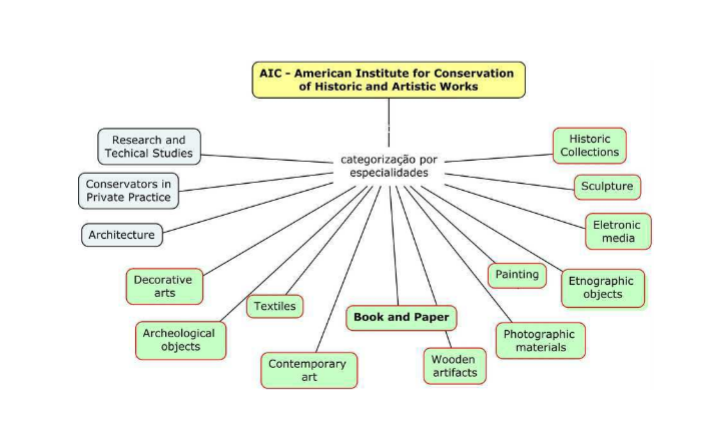 AIC - American Institute for Conservation
of Historic and Artistic Works
Research and
Techical Studies
Historic
Collections
categorização por
especialidades
Conservators in
Private Practice
Sculpture
Architecture
Eletronic
media
Decorative
arts
Painting
Etnographic
objects
Textiles
Book and Paper
Archeological
objects
Photographic
materials
Contemporary
art
Wooden
artifacts